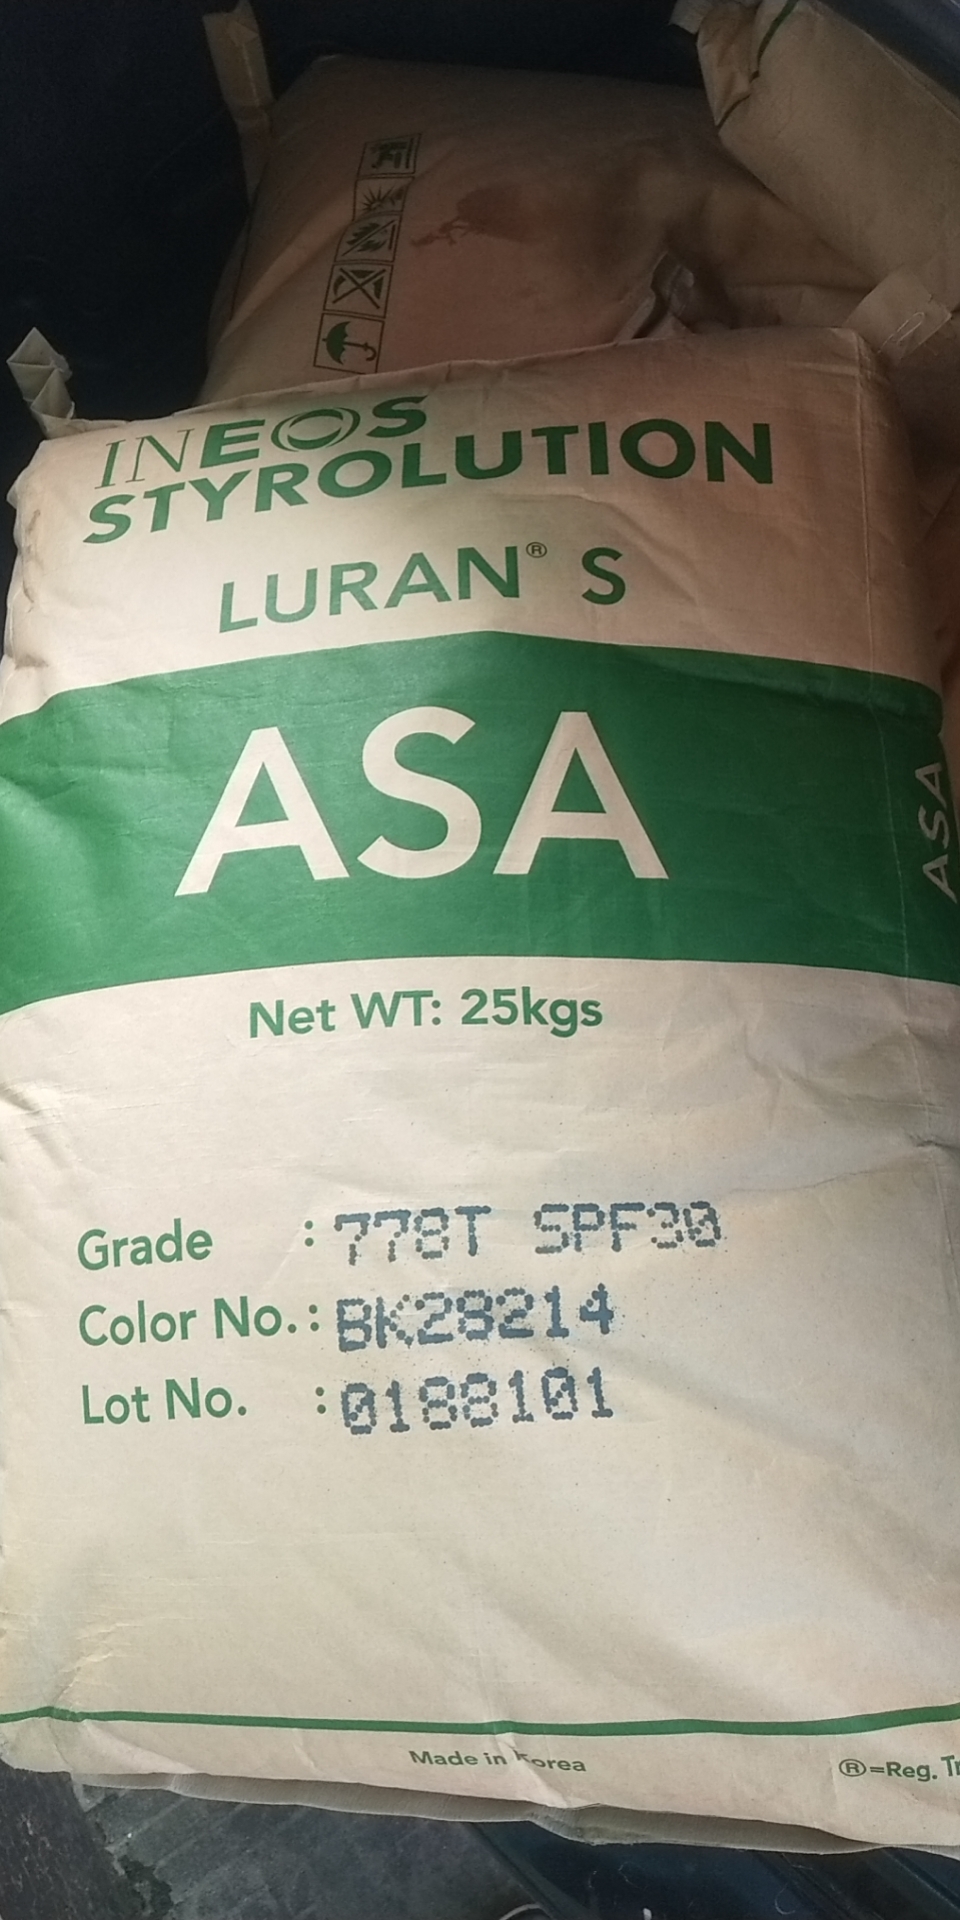 INEOS
STYROLUTION
LURAN® S
ASA
ASA
Net WT: 25kgs
Grade : 778T SPF30
Color No.: BK28214
Lot No. : 0188101
Made in Korea
®=Reg.